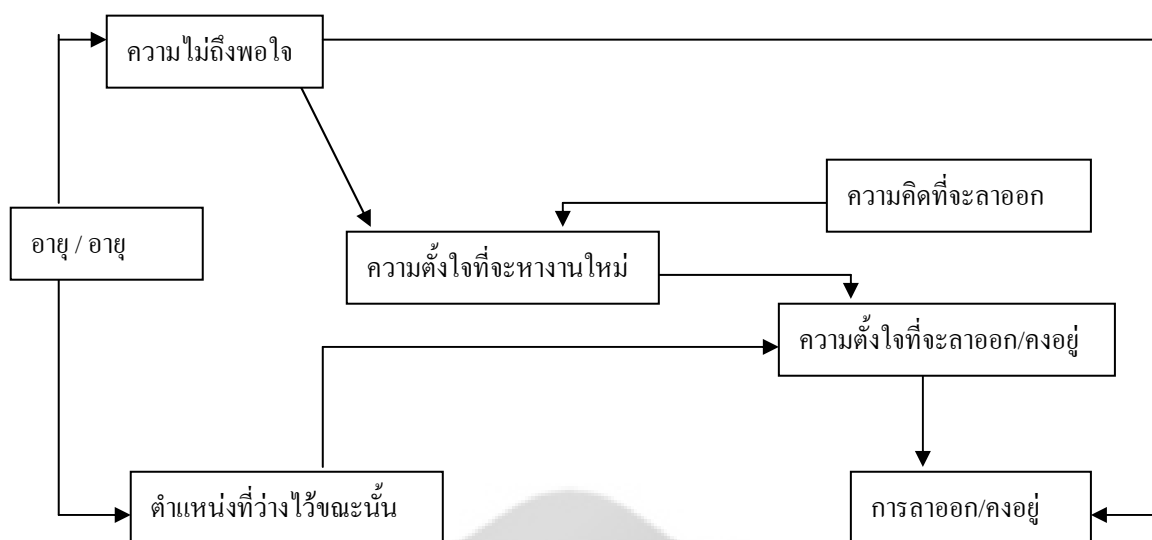 ความไม่ถึงพอใจ
ความคิดที่จะลาออก
อายุ / อายุ
ความตั้งใจที่จะหางานใหม่
ความตั้งใจที่จะลาออก/คงอยู่
ตำแหน่งที่ว่างไว้ขณะนั้น
การลาออก/คงอยู่